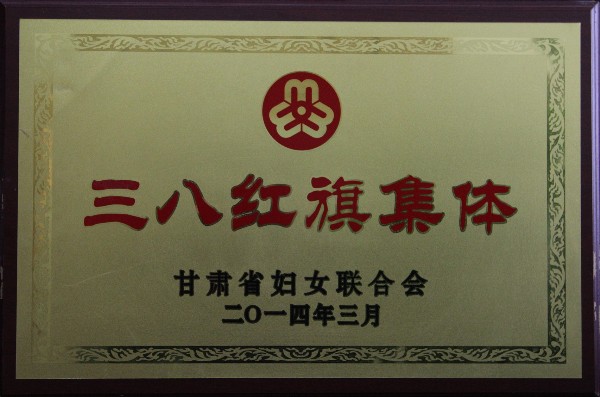 三八红旗集体
甘肃省妇女联合会
二〇一四年三月